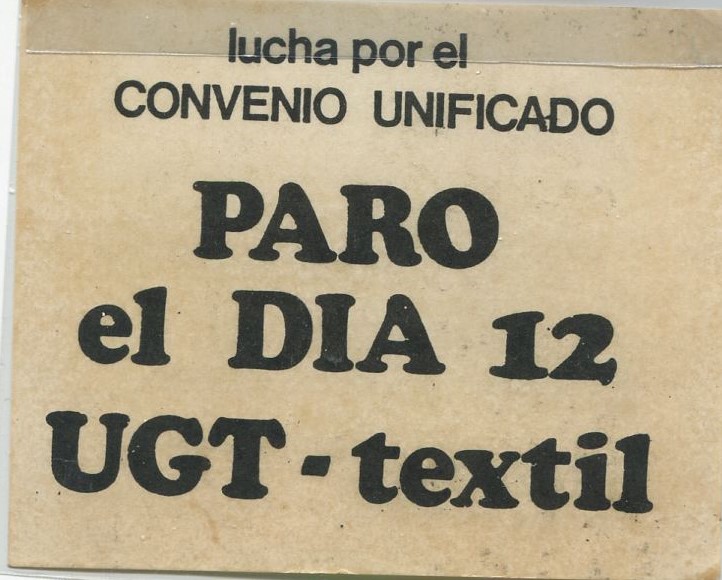 lucha por el
CONVENIO UNIFICADO
PARO
el DIA 12
UGT - textil